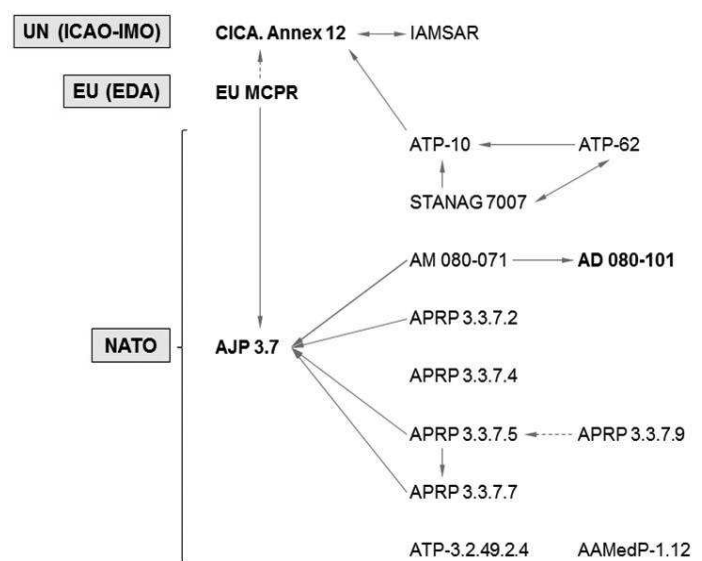 UN (ICAO-IMO) CICA. Annex 12 IAMSAR
EU (EDA) EU MCPR
ATP-10 ATP-62
STANAG 7007
AM 080-071 AD 080-101
APRP 3.3.7.2
NATO AJP 3.7
APRP 3.3.7.4
APRP 3.3.7.5 APRP 3.3.7.9
APRP 3.3.7.7
ATP-3.2.49.2.4 AAMedP-1.12